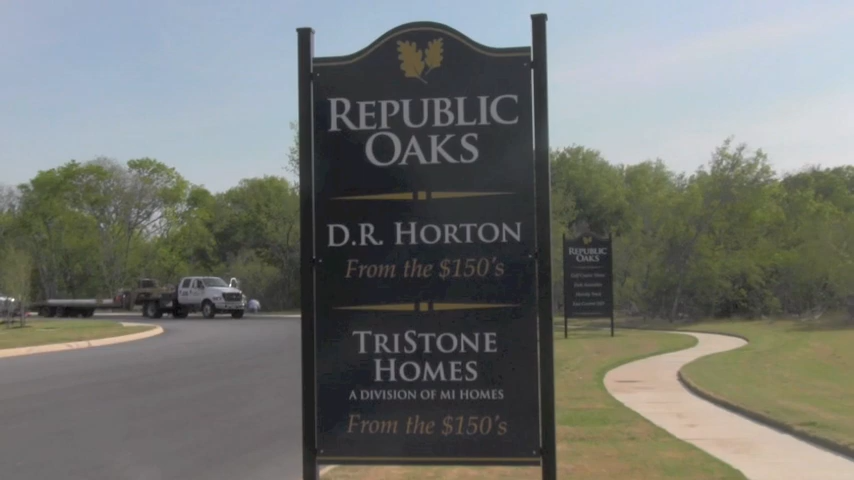 REPUBLIC
OAKS
D.R. HORTON
From the $150's
TRISTONE
HOMES
A DIVISION OF MI HOMES
From the $150's
REPUBLIC
OAKS